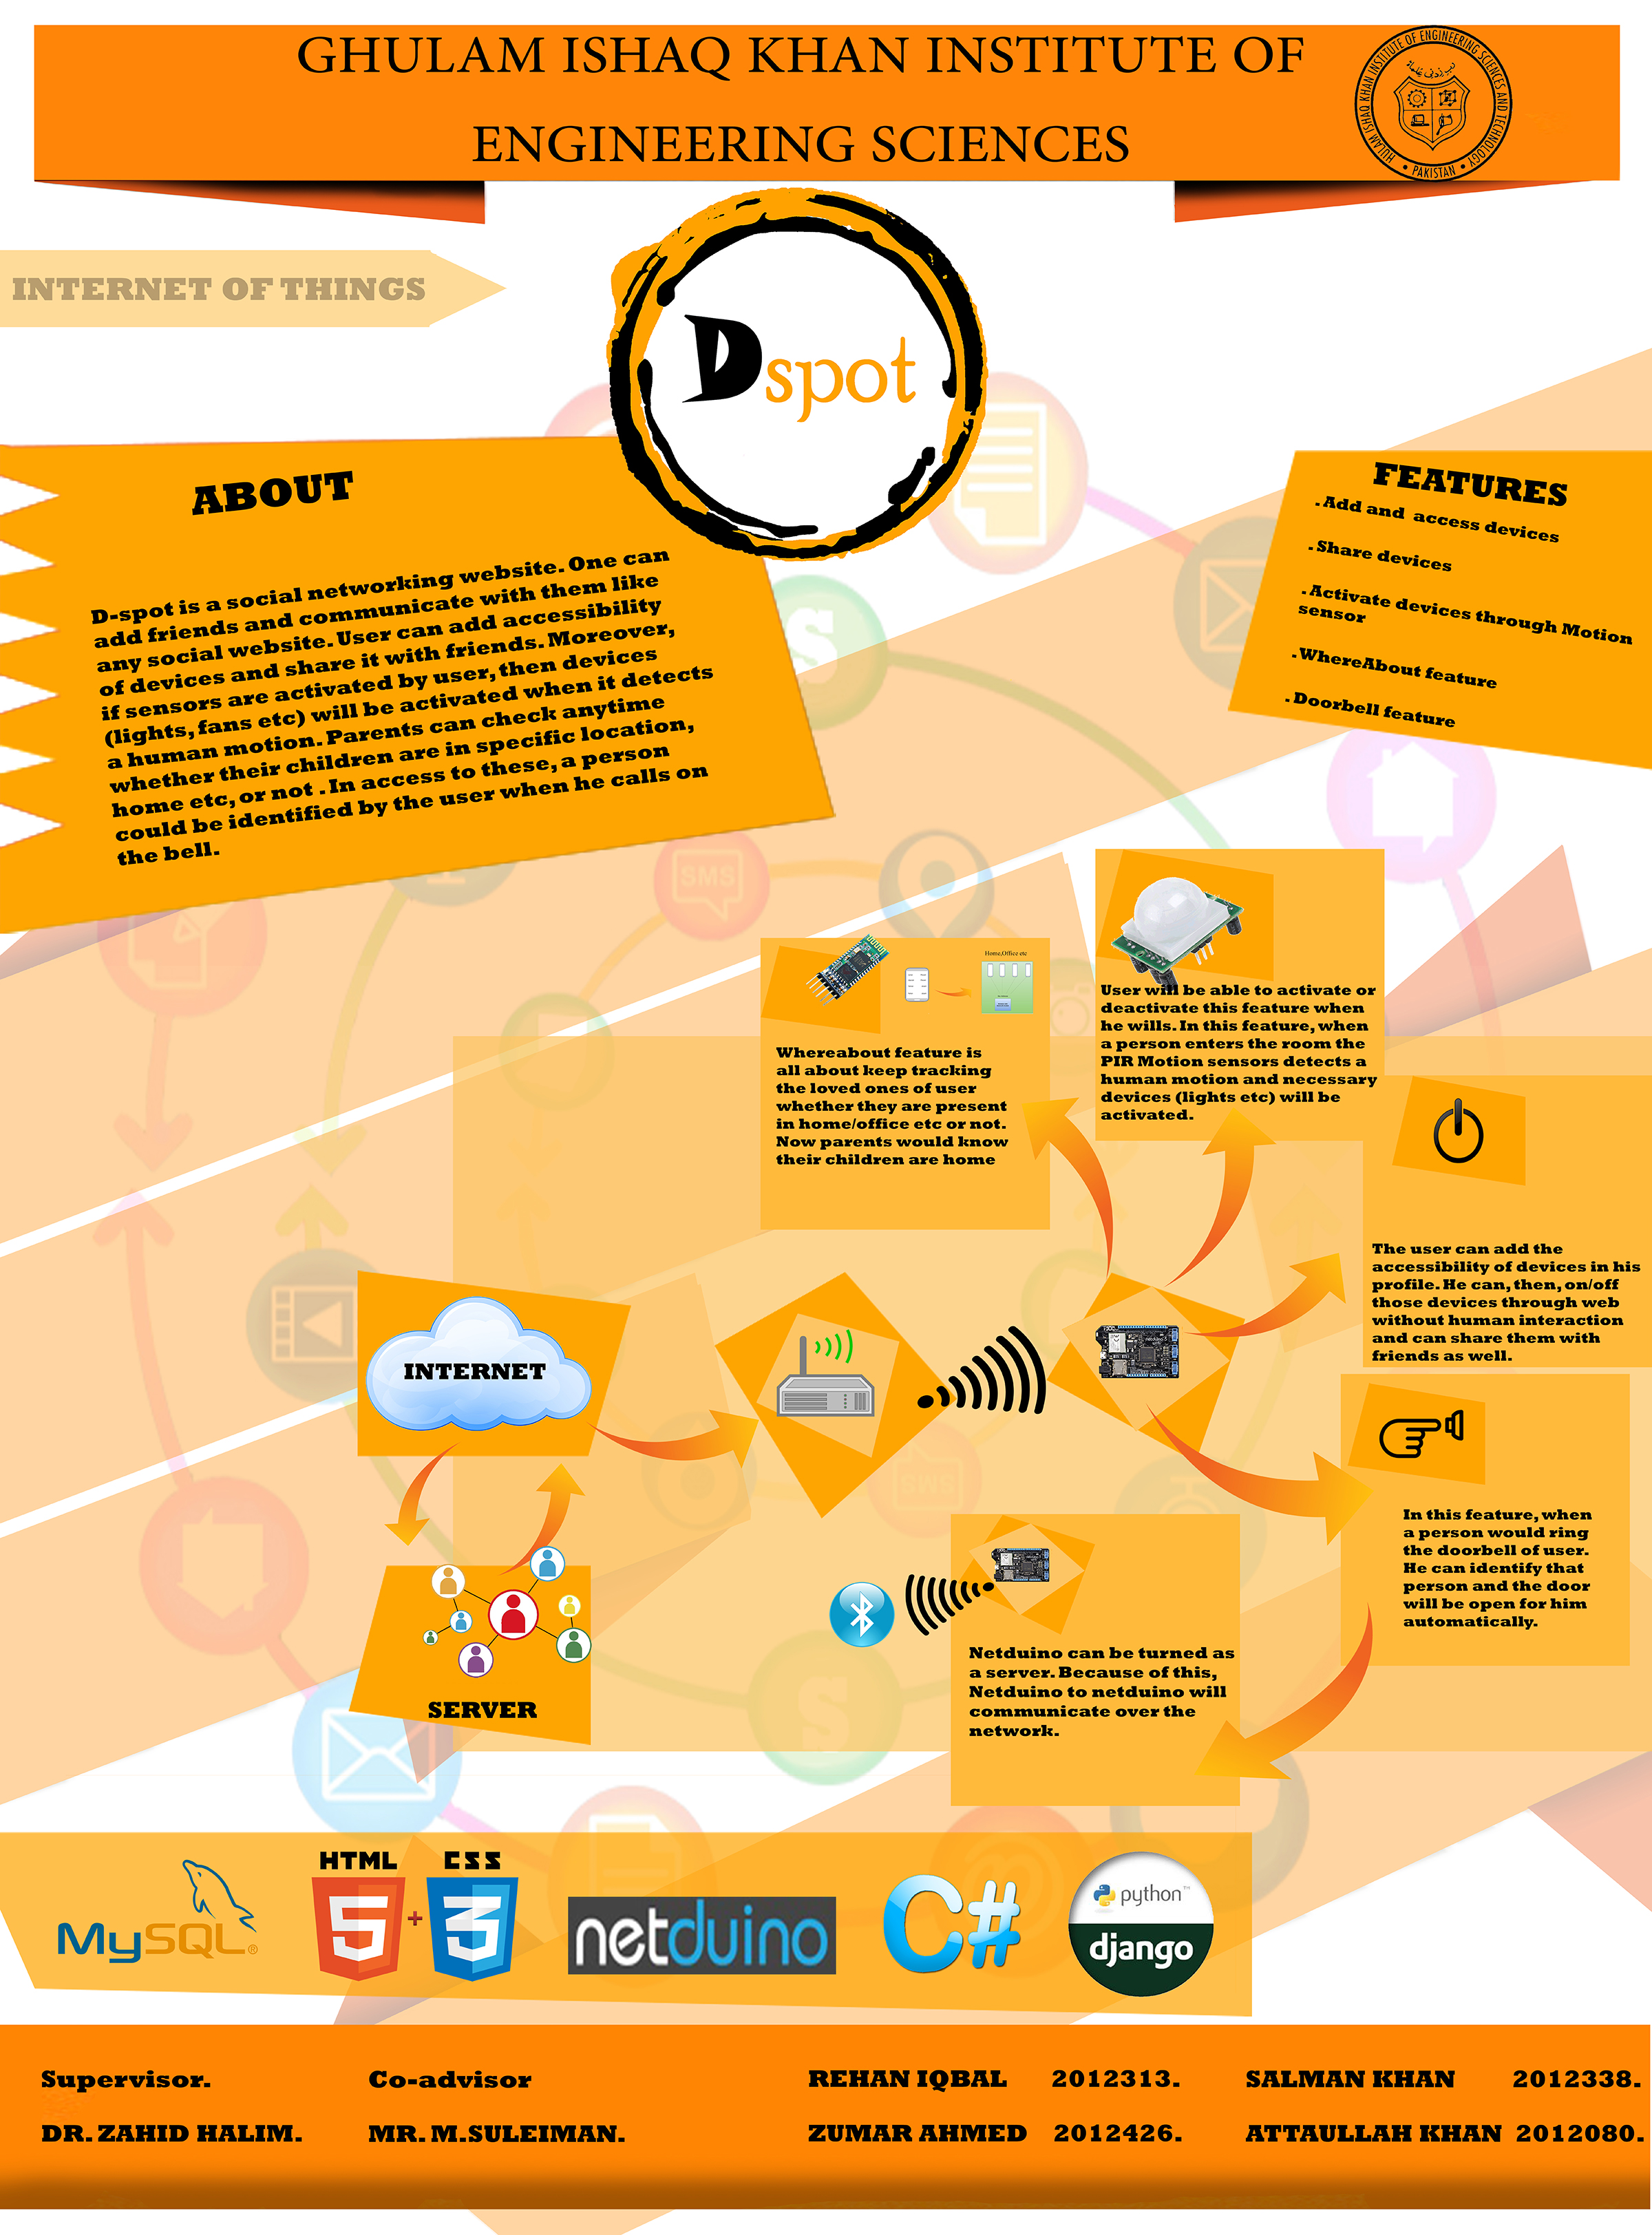 GHULAM ISHAQ KHAN INSTITUTE OF
ENGINEERING SCIENCES
HULAM ISHAQ KHAN INSTITUTE OF ENGINEERING SCIENCES AND TECHNOLOGY
• PAKISTAN •
INTERNET OF THINGS
Dspot
ABOUT
D-spot is a social networking website. One can
add friends and communicate with them like
any social website. User can add accessibility
of devices and share it with friends. Moreover,
if sensors are activated by user, then devices
(lights, fans etc) will be activated when it detects
a human motion. Parents can check anytime
whether their children are in specific location,
home etc, or not . In access to these, a person
could be identified by the user when he calls on
the bell.
FEATURES
. Add and access devices
. Share devices
. Activate devices through Motion
sensor
. WhereAbout feature
. Doorbell feature
SMS
Home,Office etc
Whereabout feature is
all about keep tracking
the loved ones of user
whether they are present
in home/office etc or not.
Now parents would know
their children are home
User will be able to activate or
deactivate this feature when
he wills. In this feature, when
a person enters the room the
PIR Motion sensors detects a
human motion and necessary
devices (lights etc) will be
activated.
The user can add the
accessibility of devices in his
profile. He can, then, on/off
those devices through web
without human interaction
and can share them with
friends as well.
INTERNET
In this feature, when
a person would ring
the doorbell of user.
He can identify that
person and the door
will be open for him
automatically.
Netduino can be turned as
a server. Because of this,
Netduino to netduino will
communicate over the
network.
SERVER
MySQL®
HTML
5
+
CSS
3
netduino
C#
python™
django
Supervisor.
DR. ZAHID HALIM.
Co-advisor
MR. M.SULEIMAN.
REHAN IQBAL 2012313.
ZUMAR AHMED 2012426.
SALMAN KHAN 2012338.
ATTAULLAH KHAN 2012080.